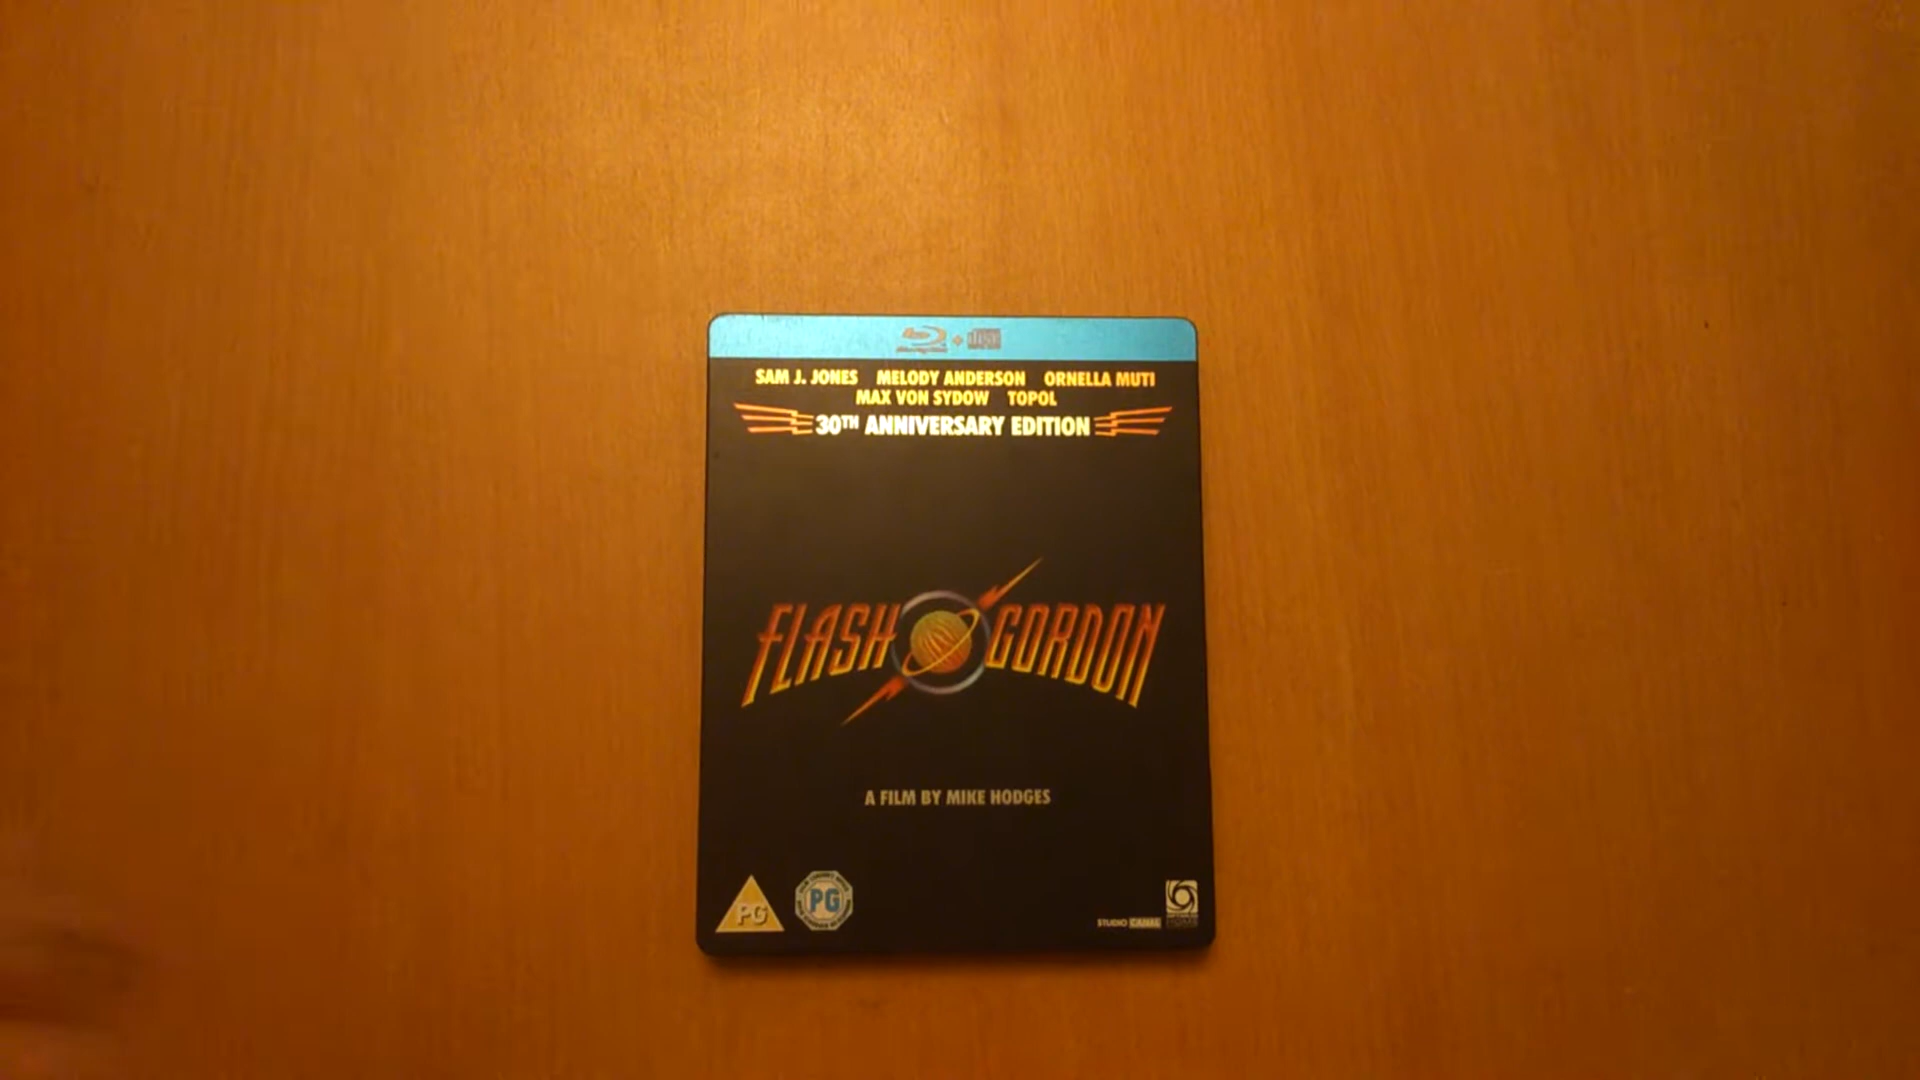 SAM J. JONES MELODY ANDERSON ORNELLA MUTI
MAX VON SYDOW TOPOL
30TH ANNIVERSARY EDITION
FLASH GORDON
A FILM BY MIKE HODGES
PG
PG
STUDIO CANAL